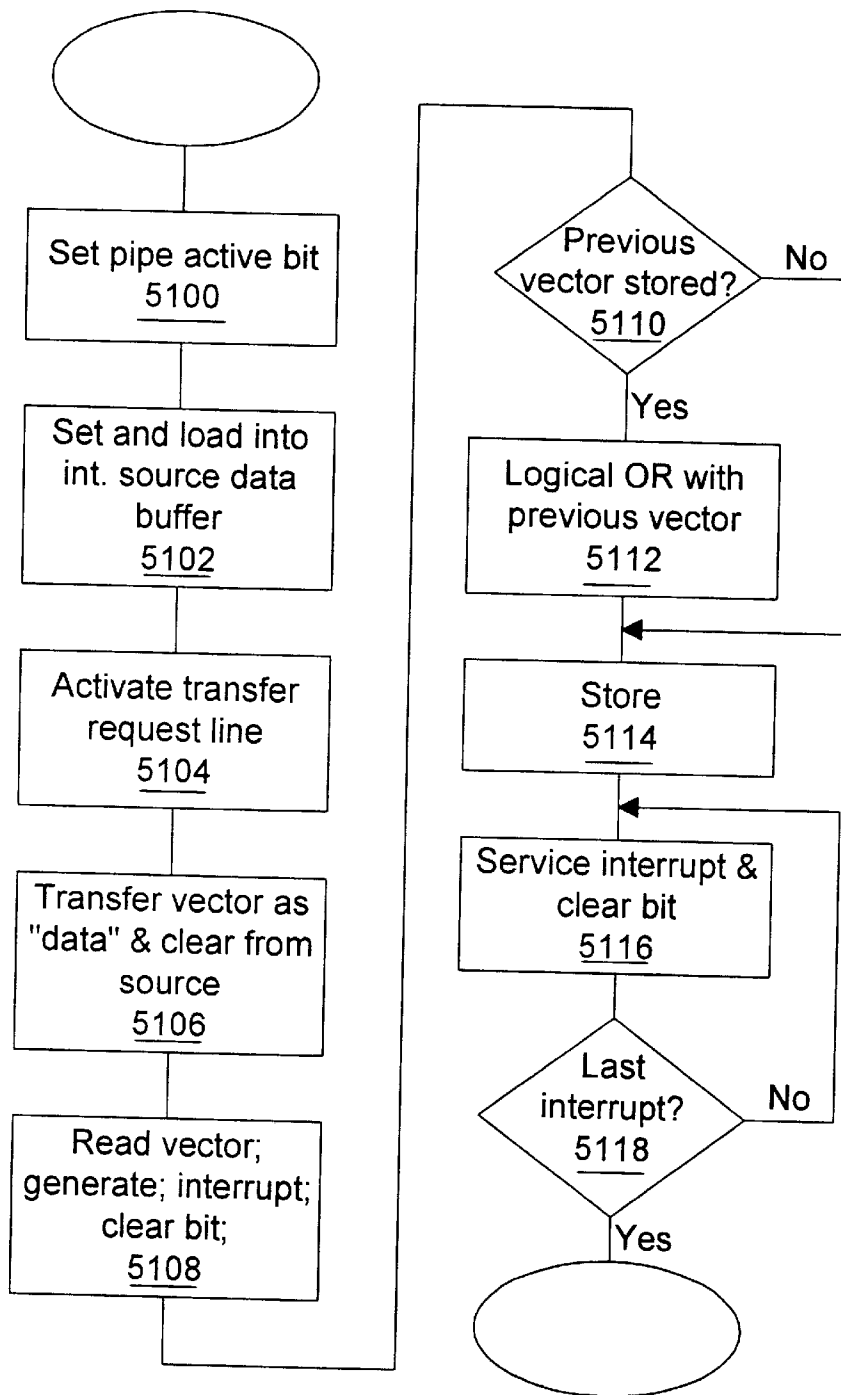 Set pipe active bit
5100
Set and load into
int. source data
buffer
5102
Activate transfer
request line
5104
Transfer vector as
"data" & clear from
source
5106
Read vector;
generate; interrupt;
clear bit;
5108
Previous
vector stored?
5110
No
Yes
Logical OR with
previous vector
5112
Store
5114
Service interrupt &
clear bit
5116
Last
interrupt?
5118
No
Yes